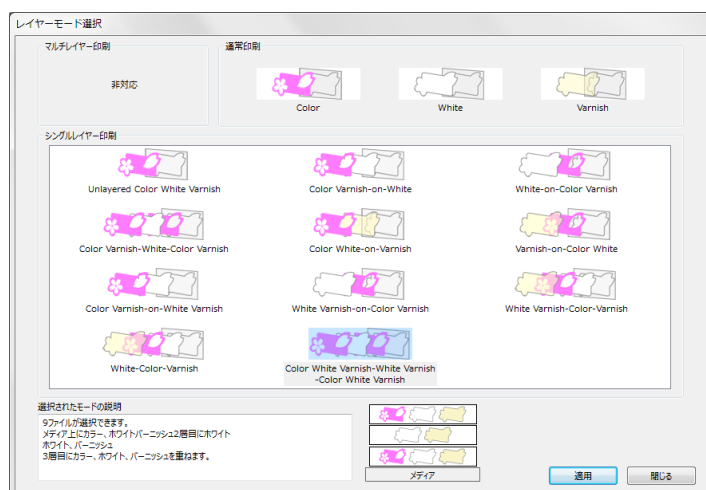 レイヤーモード選択
マルチレイヤー印刷
非対応
通常印刷
Color
White
Varnish
シングルレイヤー印刷
Unlayered Color White Varnish
Color Varnish-on-White
White-on-Color Varnish
Color Varnish-White-Color Varnish
Color White-on-Varnish
Varnish-on-Color White
Color Varnish-on-White Varnish
White Varnish-on-Color Varnish
White Varnish-Color-Varnish
White-Color-Varnish
Color White Varnish-White Varnish
-Color White Varnish
選択されたモードの説明
9ファイルが選択できます。
メディア上にカラー、ホワイトバーニッシュ2層目にホワイト
ホワイト、バーニッシュ
3層目にカラー、ホワイト、バーニッシュを重ねます。
メディア
適用
閉じる